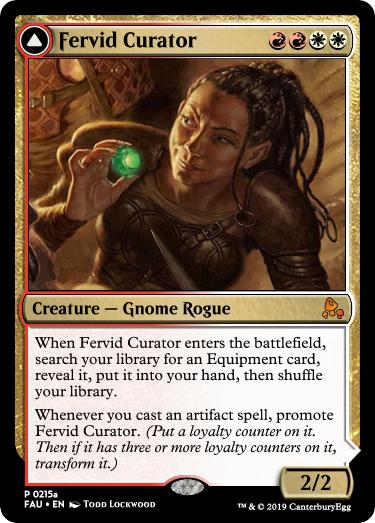 Fervid Curator
Creature — Gnome Rogue
When Fervid Curator enters the battlefield,
search your library for an Equipment card,
reveal it, put it into your hand, then shuffle
your library.
Whenever you cast an artifact spell, promote
Fervid Curator. (Put a loyalty counter on it.
Then if it has three or more loyalty counters on it,
transform it.)
2/2
P 0215a
FAU • EN Todd Lockwood
™ & © 2019 CanterburyEgg